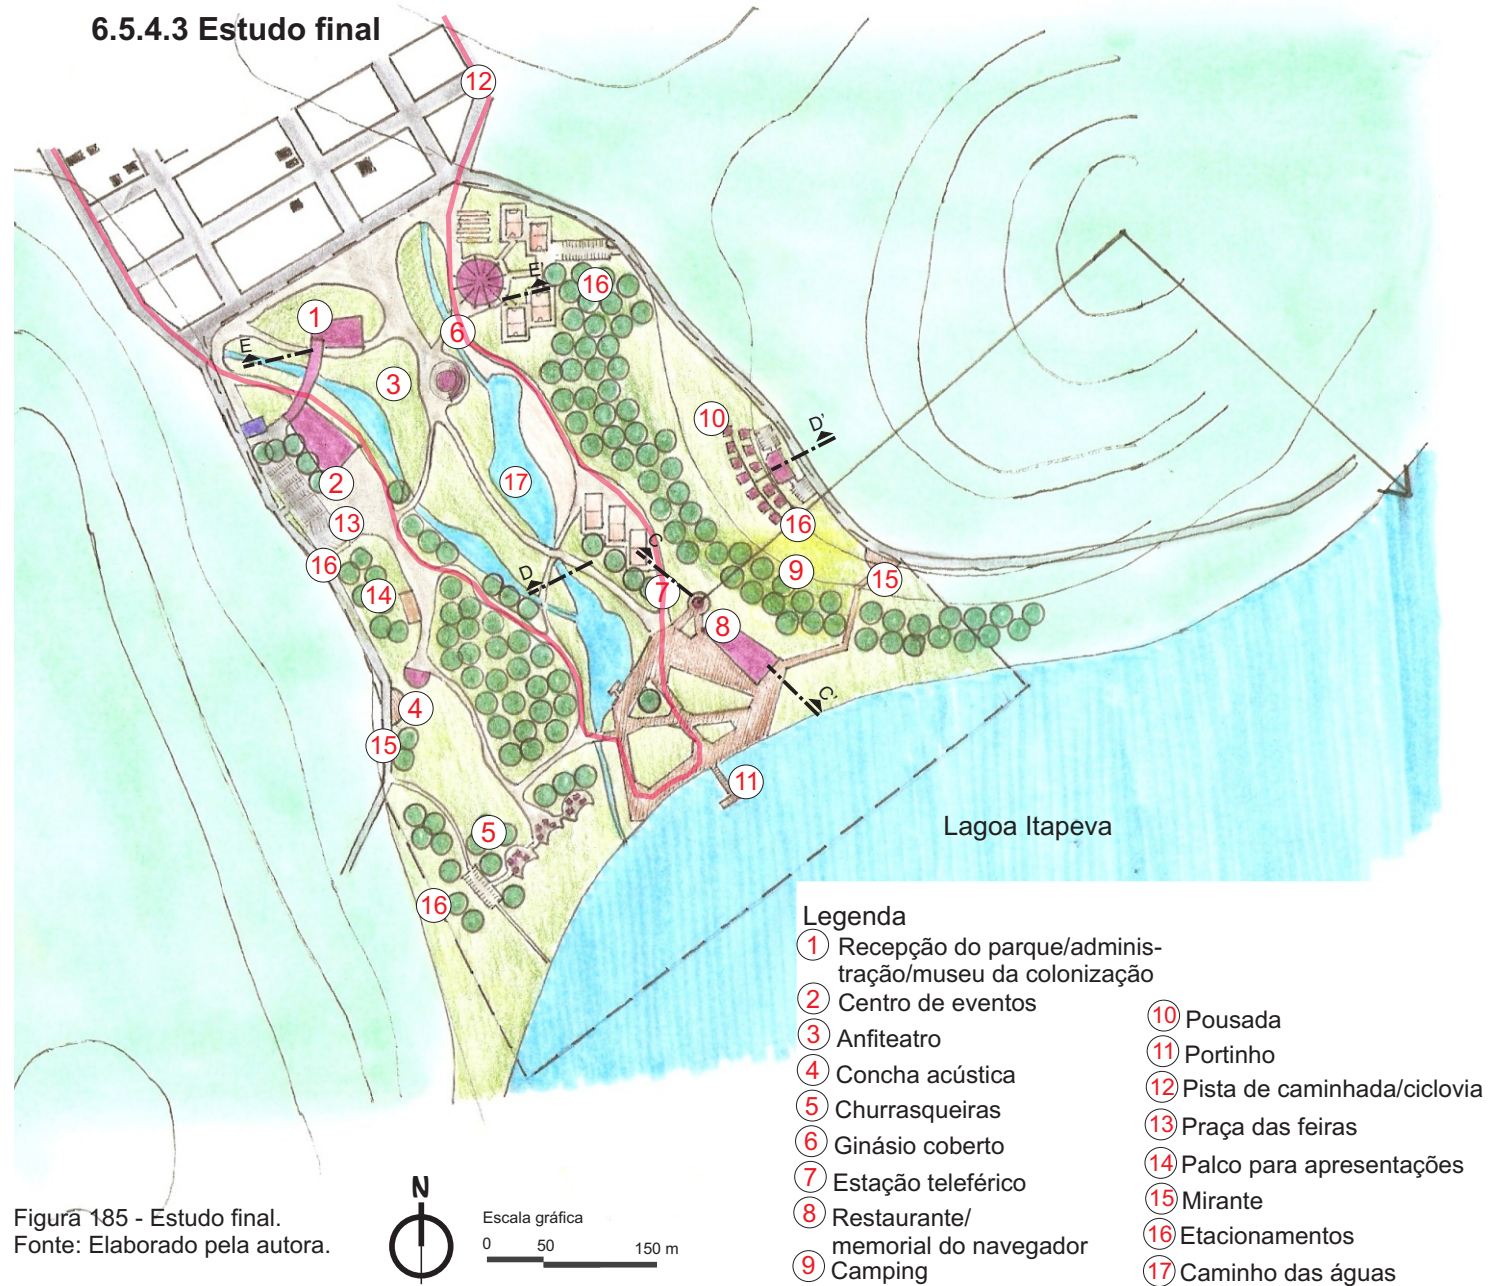 6.5.4.3 Estudo final
12
1
E
E'
16
6
3
10
D'
2
17
13
16
16
C
D
9
15
14
7
8
4
C'
15
11
5
16
Lagoa Itapeva
Legenda
1 Recepção do parque/adminis-
tração/museu da colonização
2 Centro de eventos
3 Anfiteatro
4 Concha acústica
5 Churrasqueiras
6 Ginásio coberto
7 Estação teleférico
8 Restaurante/
memorial do navegador
9 Camping
10 Pousada
11 Portinho
12 Pista de caminhada/ciclovia
13 Praça das feiras
14 Palco para apresentações
15 Mirante
16 Etacionamentos
17 Caminho das águas
Figura 185 - Estudo final.
Fonte: Elaborado pela autora.
N
Escala gráfica
0 50 150 m